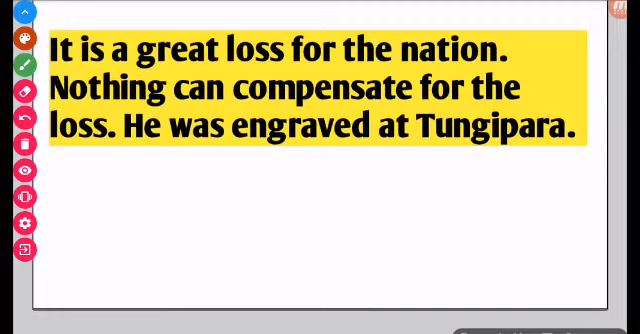 It is a great loss for the nation.
Nothing can compensate for the
loss. He was engraved at Tungipara.